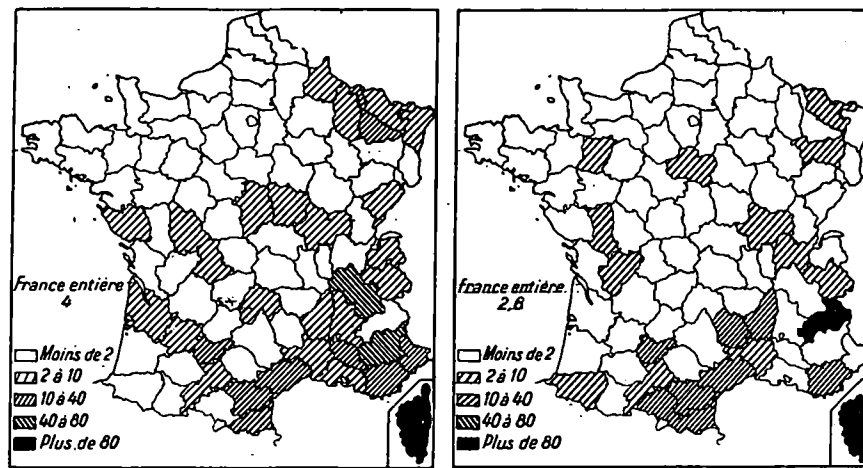 France entière
4
Moins de 2
2 à 10
10 à 40
40 à 80
Plus de 80
France entière
2,8
Moins de 2
2 à 10
10 à 40
40 à 80
Plus de 80